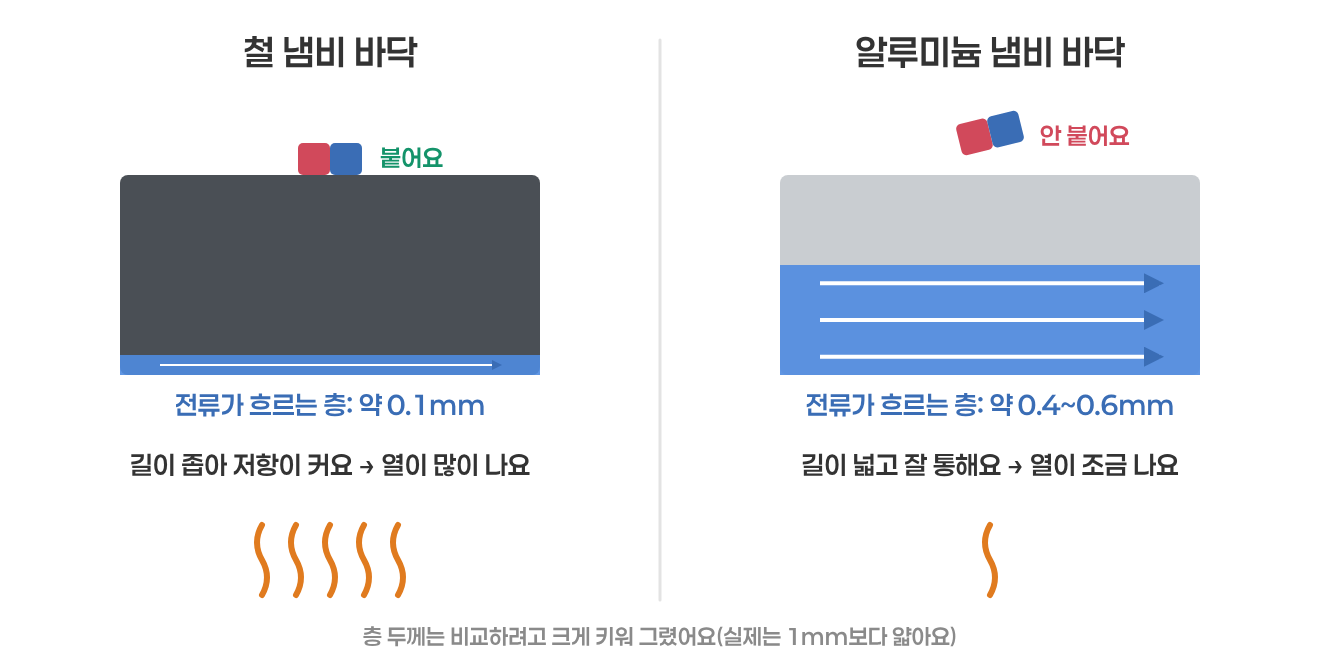 철 냄비 바닥
붙어요
전류가 흐르는 층: 약 0.1mm
길이 좁아 저항이 커요 → 열이 많이 나요
알루미늄 냄비 바닥
안 붙어요
전류가 흐르는 층: 약 0.4~0.6mm
길이 넓고 잘 통해요 → 열이 조금 나요
층 두께는 비교하려고 크게 키워 그렸어요(실제는 1mm보다 얇아요)